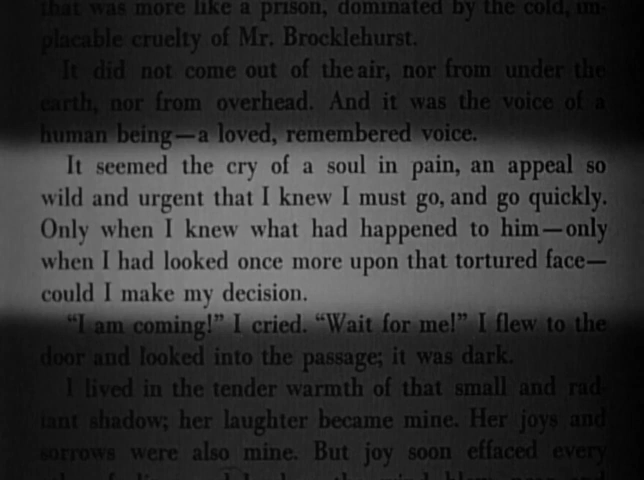 that was more like a prison, dominated by the cold, im-
placable cruelty of Mr. Brocklehurst.
It did not come out of the air, nor from under the
earth, nor from overhead. And it was the voice of a
human being—a loved, remembered voice.
It seemed the cry of a soul in pain, an appeal so
wild and urgent that I knew I must go, and go quickly.
Only when I knew what had happened to him—only
when I had looked once more upon that tortured face—
could I make my decision.
"I am coming!" I cried. "Wait for me!" I flew to the
door and looked into the passage; it was dark.
I lived in the tender warmth of that small and rad-
iant shadow; her laughter became mine. Her joys and
sorrows were also mine. But joy soon effaced every